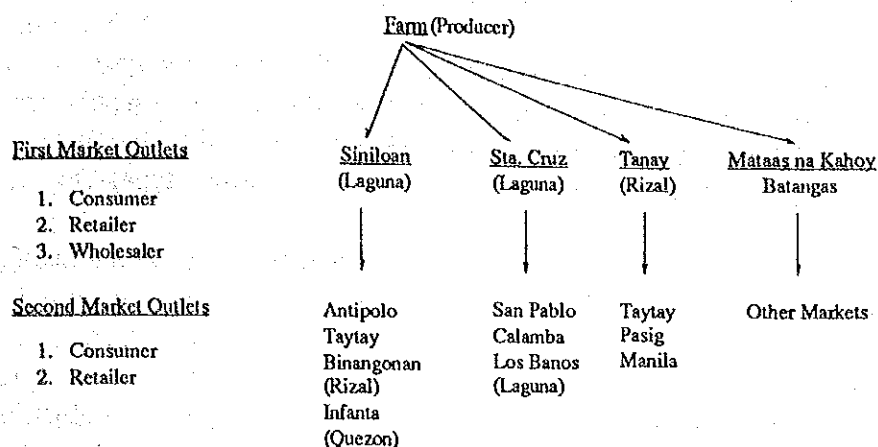 Farm (Producer)
First Market Outlets
1. Consumer
2. Retailer
3. Wholesaler
Siniloan
(Laguna)
Sta. Cruz
(Laguna)
Tanay
(Rizal)
Mataas na Kahoy
Batangas
Second Market Outlets
1. Consumer
2. Retailer
Antipolo
Taytay
Binangonan
(Rizal)
Infanta
(Quezon)
San Pablo
Calamba
Los Banos
(Laguna)
Taytay
Pasig
Manila
Other Markets